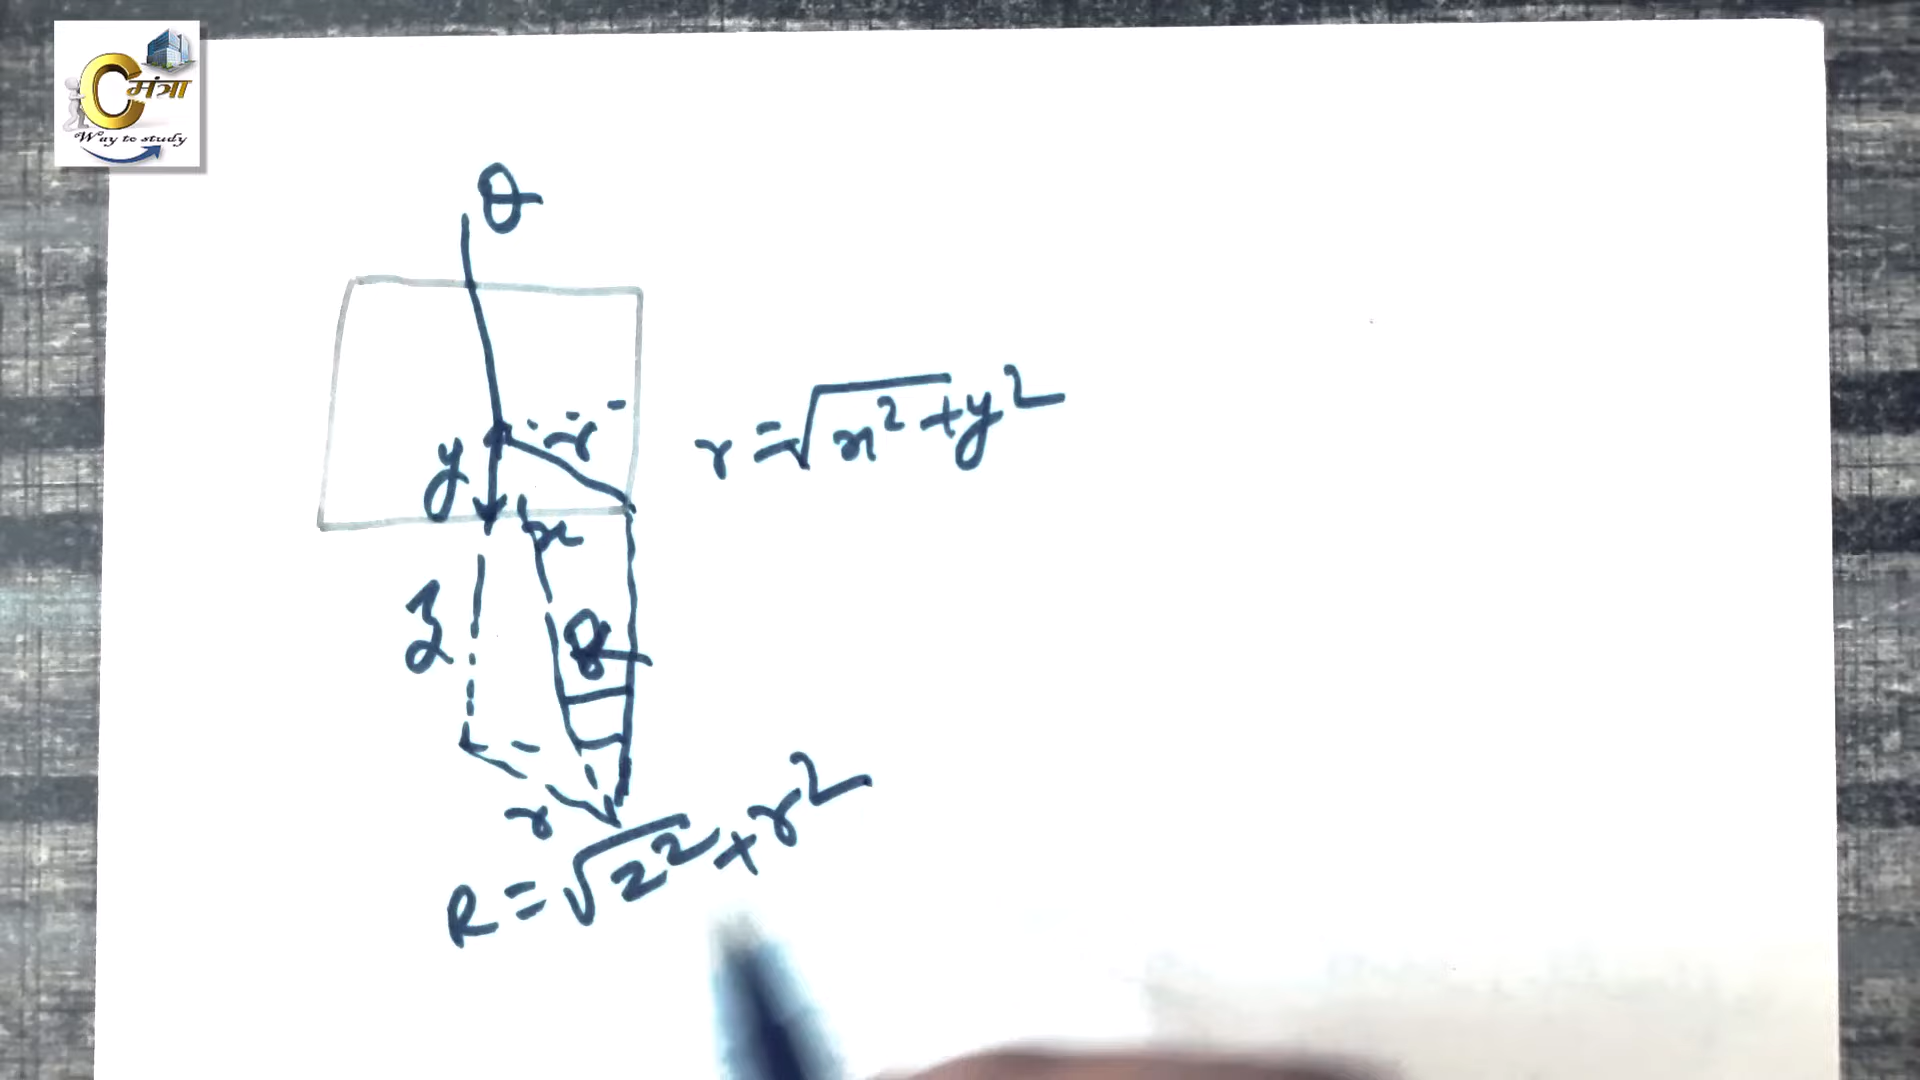 C मंत्रा
Way to study
Q
r
y
r = √x² + y²
x
z
R
r
R = √z² + r²